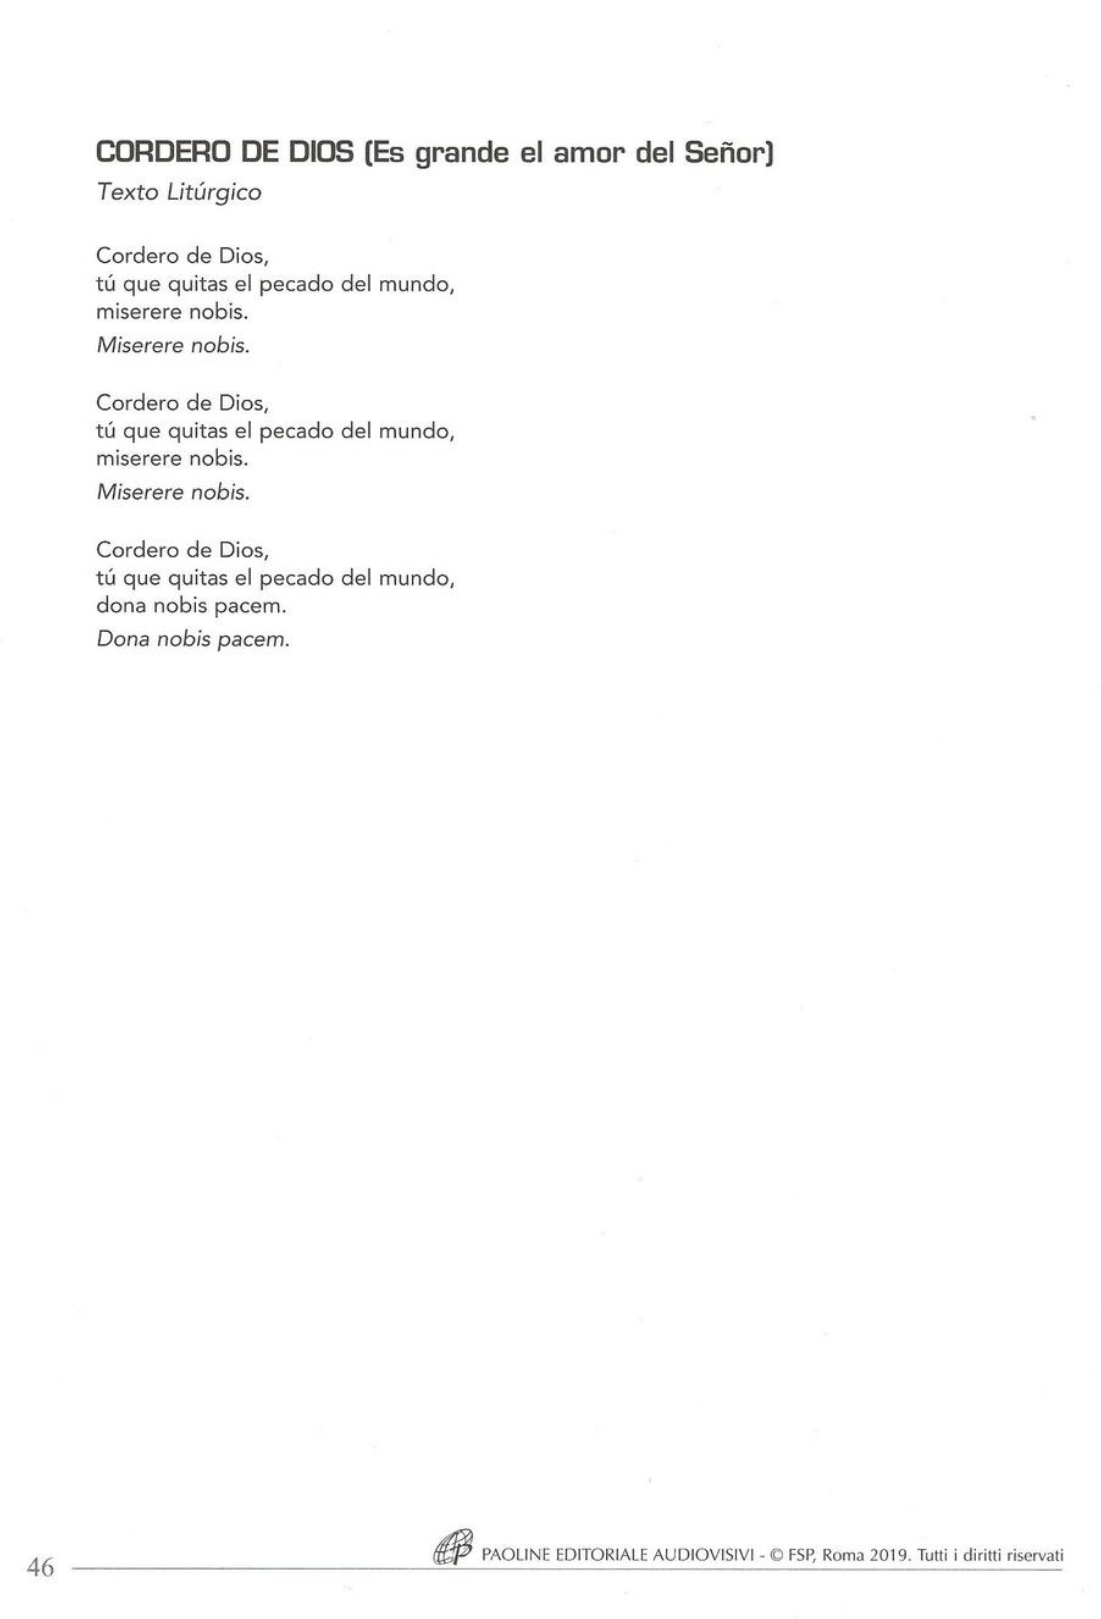 CORDERO DE DIOS (Es grande el amor del Señor)
Texto Litúrgico
Cordero de Dios,
tú que quitas el pecado del mundo,
miserere nobis.
Miserere nobis.
Cordero de Dios,
tú que quitas el pecado del mundo,
miserere nobis.
Miserere nobis.
Cordero de Dios,
tú que quitas el pecado del mundo,
dona nobis pacem.
Dona nobis pacem.
46
PAOLINE EDITORIALE AUDIOVISIVI - © FSP, Roma 2019. Tutti i diritti riservati